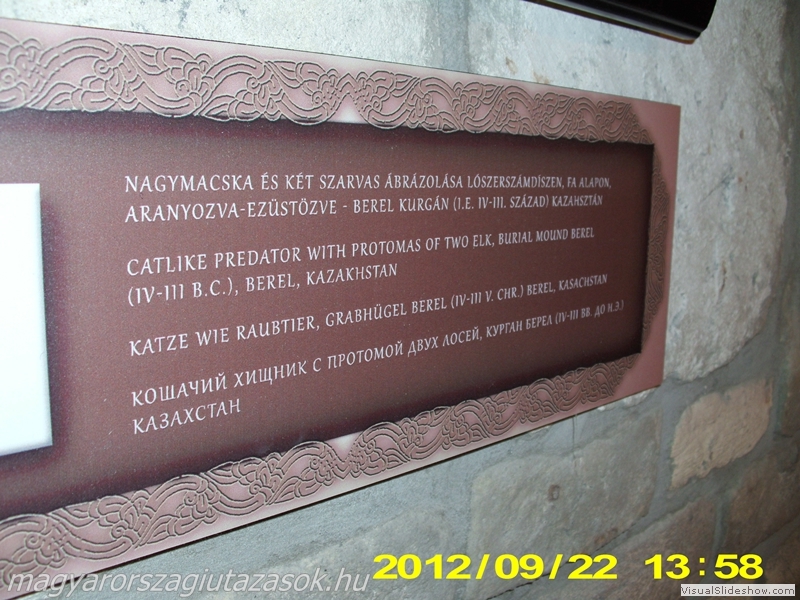 NAGYMACSKA ÉS KÉT SZARVAS ÁBRÁZOLÁSA LÓSZERSZÁMDÍSZEN, FA ALAPON,
ARANYOZVA-EZÜSTÖZVE - BEREL KURGÁN (I.E. IV-III. SZÁZAD) KAZAHSZTÁN
CATLIKE PREDATOR WITH PROTOMAS OF TWO ELK, BURIAL MOUND BEREL
(IV-III B.C.), BEREL, KAZAKHSTAN
KATZE WIE RAUBTIER, GRABHÜGEL BEREL (IV-III V. CHR.) BEREL, KASACHSTAN
КОШАЧИЙ ХИЩНИК С ПРОТОМОЙ ДВУХ ЛОСЕЙ, КУРГАН БЕРЕЛ (IV-III ВВ. ДО Н.Э.)
КАЗАХСТАН
magyarorszagiutazasok.hu
2012/09/22 13:58
VisualSlideshow.com